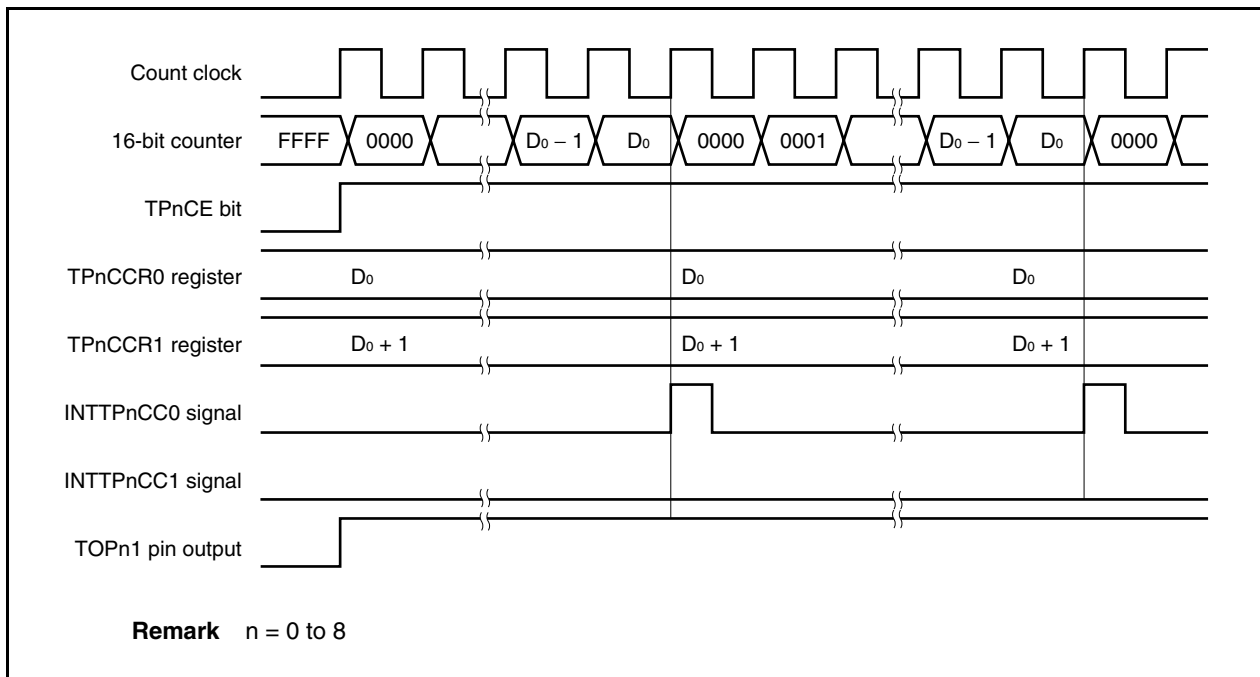 Count clock
16-bit counter FFFF 0000 D₀ − 1 D₀ 0000 0001 D₀ − 1 D₀ 0000
TPnCE bit
TPnCCR0 register D₀ D₀ D₀
TPnCCR1 register D₀ + 1 D₀ + 1 D₀ + 1
INTTPnCC0 signal
INTTPnCC1 signal
TOPn1 pin output
Remark n = 0 to 8